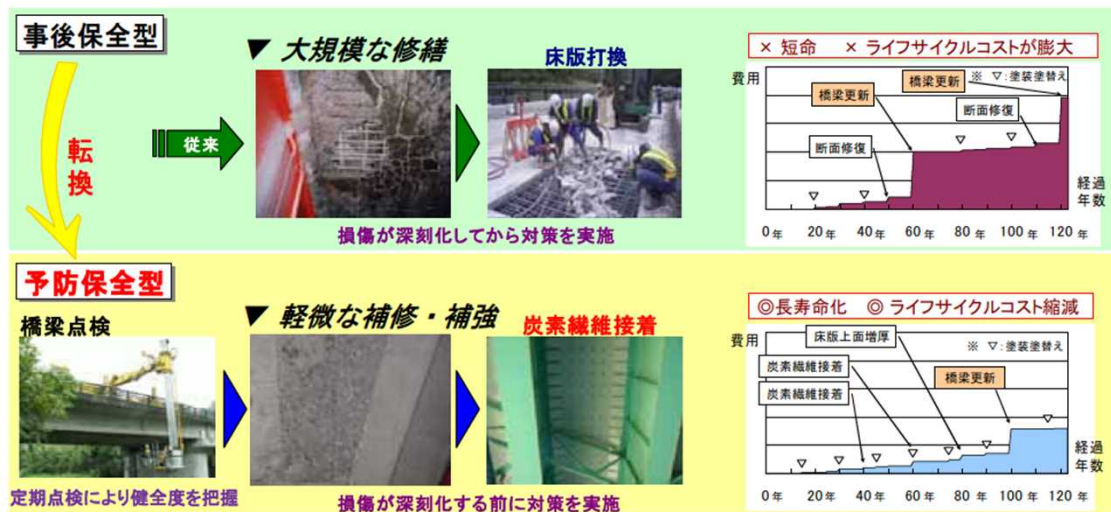 事後保全型
転換
従来
▼ 大規模な修繕
床版打換
損傷が深刻化してから対策を実施
× 短命 × ライフサイクルコストが膨大
費用
※ ▽:塗装塗替え
橋梁更新
橋梁更新
断面修復
断面修復
経過
年数
0年 20年 40年 60年 80年 100年 120年
予防保全型
橋梁点検
定期点検により健全度を把握
▼ 軽微な補修・補強
炭素繊維接着
損傷が深刻化する前に対策を実施
◎長寿命化 ◎ライフサイクルコスト縮減
費用
床版上面増厚
※ ▽:塗装塗替え
炭素繊維接着
橋梁更新
炭素繊維接着
経過
年数
0年 20年 40年 60年 80年 100年 120年